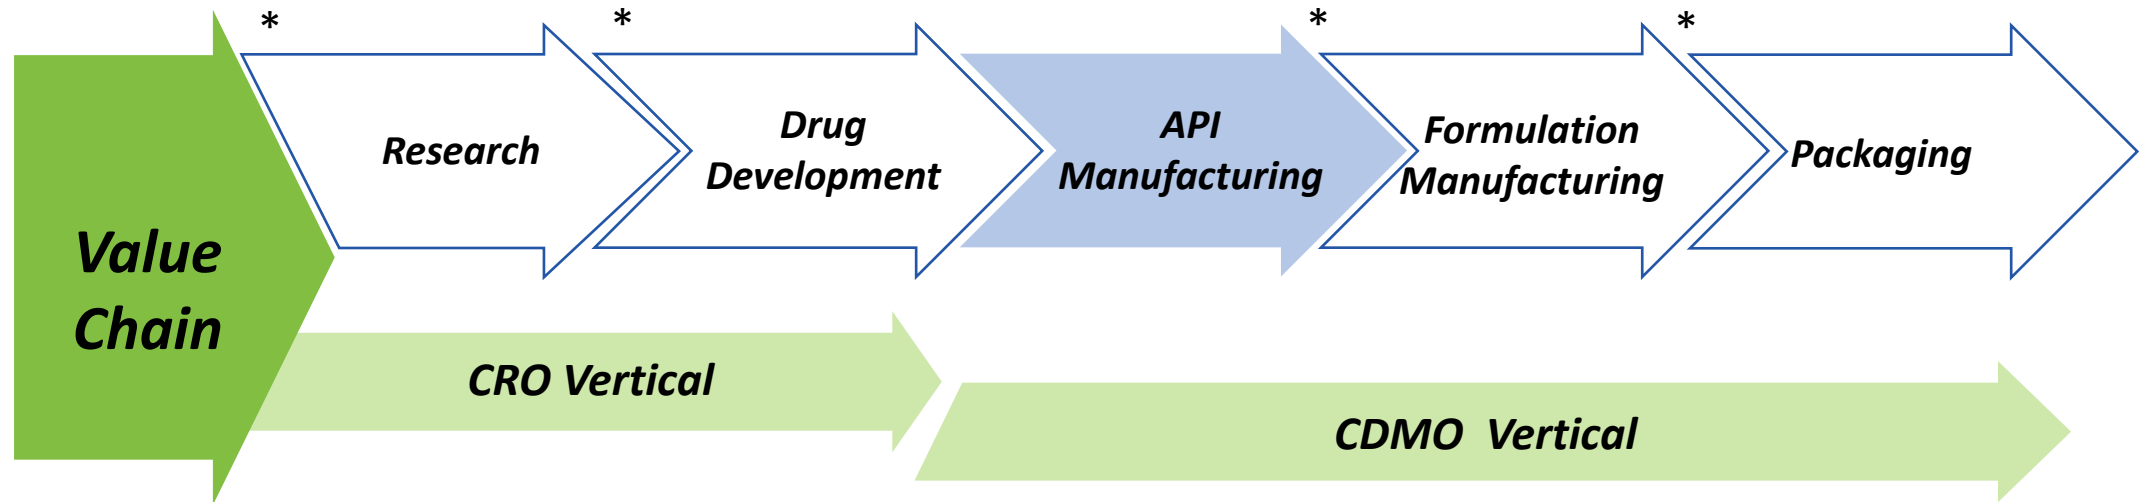 * * * *
Research
Drug
Development
API
Manufacturing
Formulation
Manufacturing
Packaging
Value
Chain
CRO Vertical
CDMO Vertical